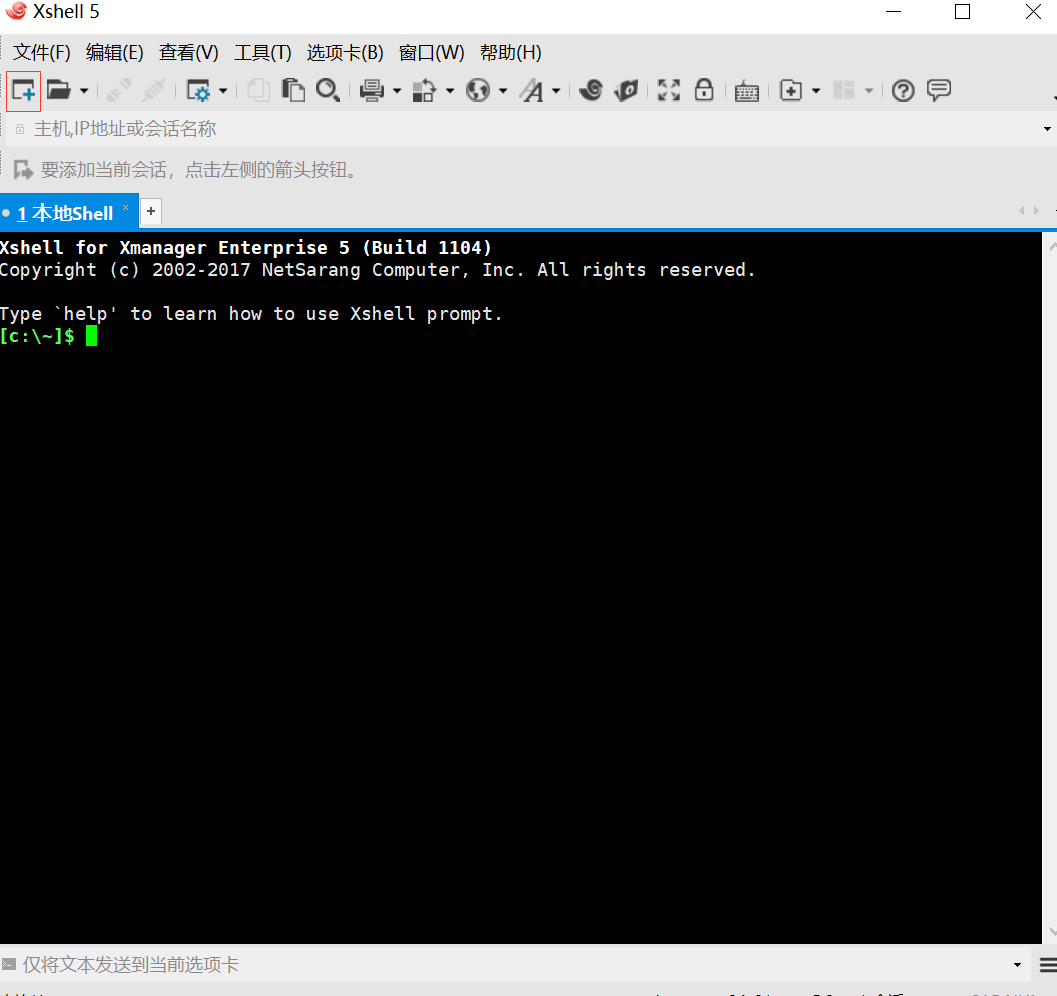 Xshell 5
文件(F) 编辑(E) 查看(V) 工具(T) 选项卡(B) 窗口(W) 帮助(H)
主机,IP地址或会话名称
要添加当前会话，点击左侧的箭头按钮。
1 本地Shell × +
Xshell for Xmanager Enterprise 5 (Build 1104)
Copyright (c) 2002-2017 NetSarang Computer, Inc. All rights reserved.
Type `help' to learn how to use Xshell prompt.
[c:\~]$
仅将文本发送到当前选项卡